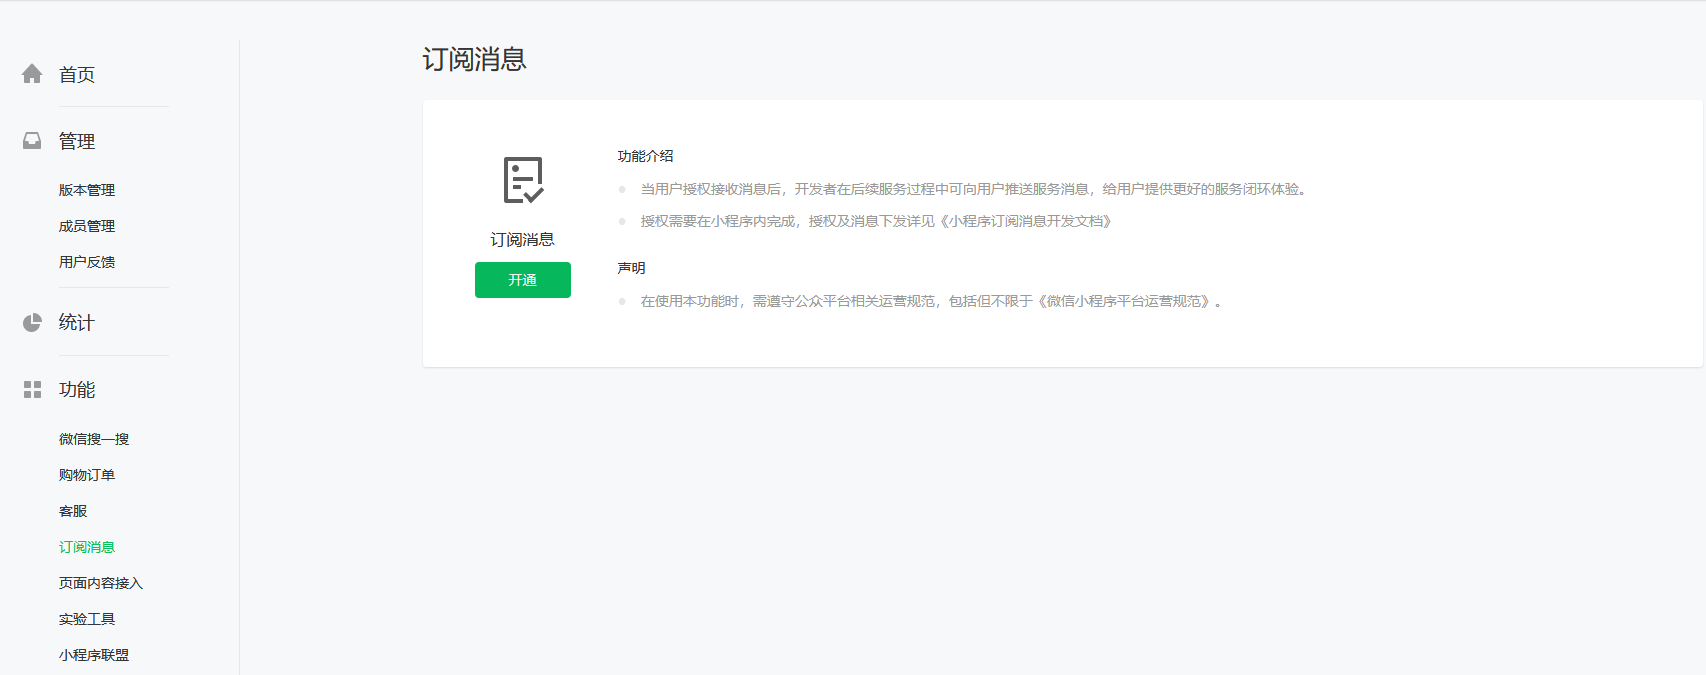 首页
管理
版本管理
成员管理
用户反馈
统计
功能
微信搜一搜
购物订单
客服
订阅消息
页面内容接入
实验工具
小程序联盟
订阅消息
订阅消息
开通
功能介绍
当用户授权接收消息后，开发者在后续服务过程中可向用户推送服务消息，给用户提供更好的服务闭环体验。
授权需要在小程序内完成，授权及消息下发详见《小程序订阅消息开发文档》
声明
在使用本功能时，需遵守公众平台相关运营规范，包括但不限于《微信小程序平台运营规范》。